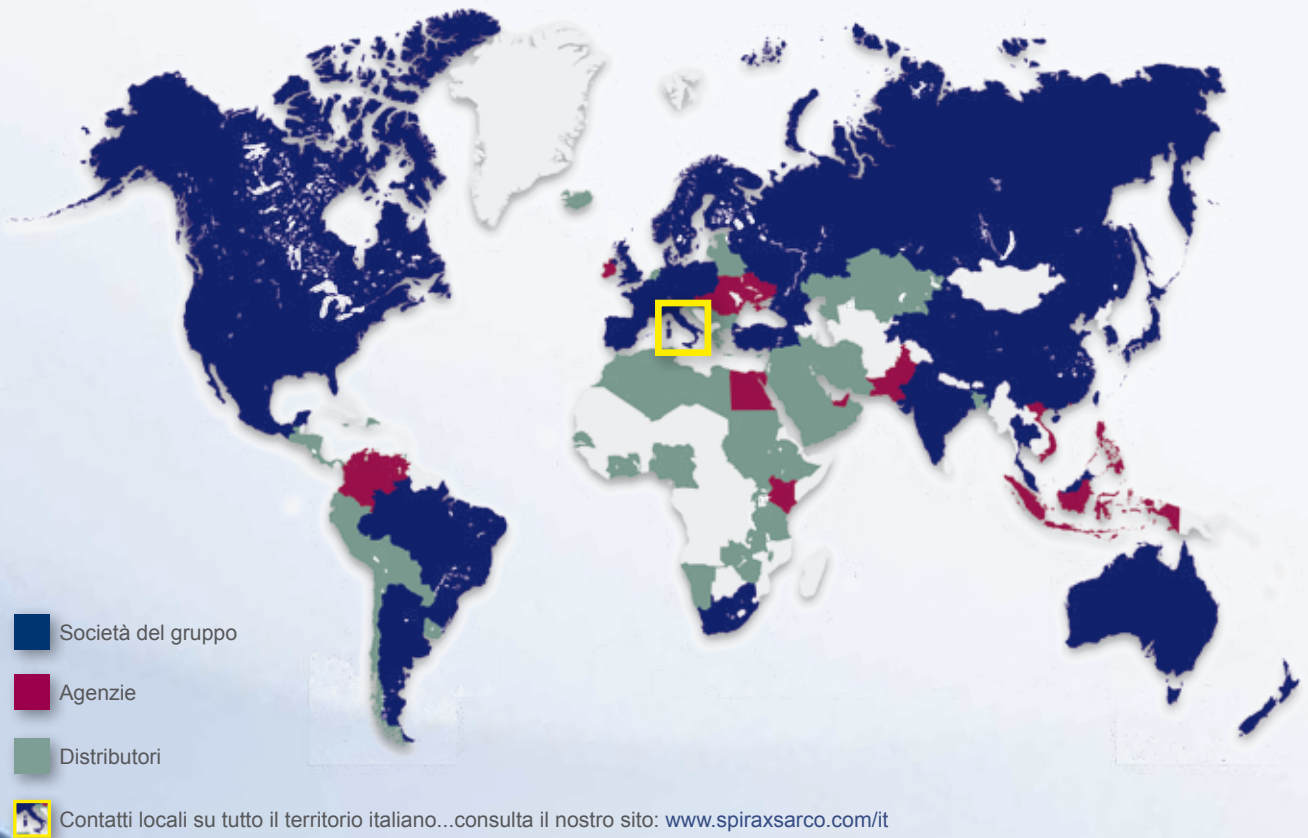 Società del gruppo
Agenzie
Distributori
Contatti locali su tutto il territorio italiano...consulta il nostro sito: www.spiraxsarco.com/it